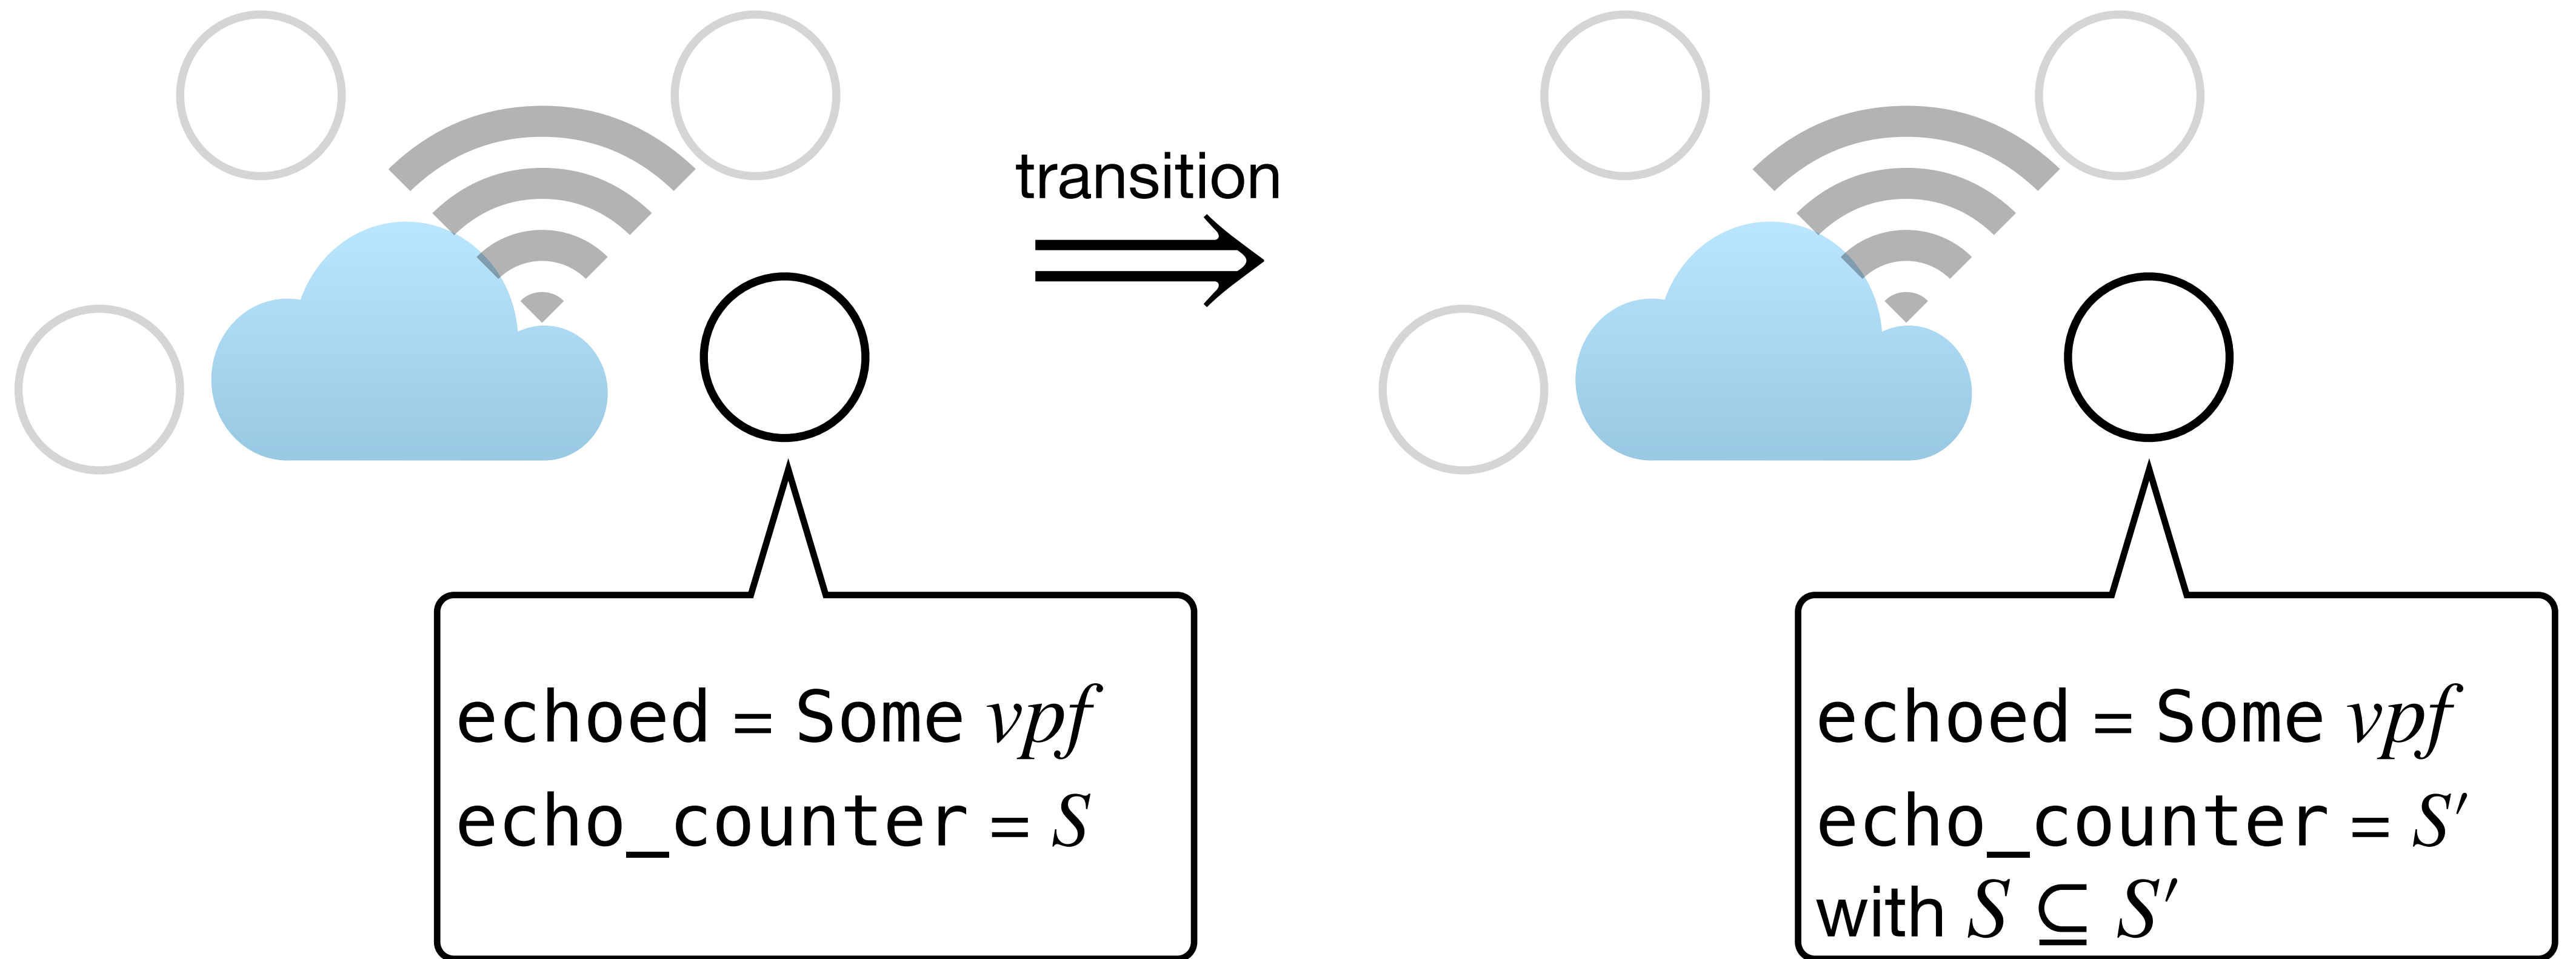 transition
echoed = Some vpf
echo_counter = S
echoed = Some vpf
echo_counter = S′
with S ⊆ S′